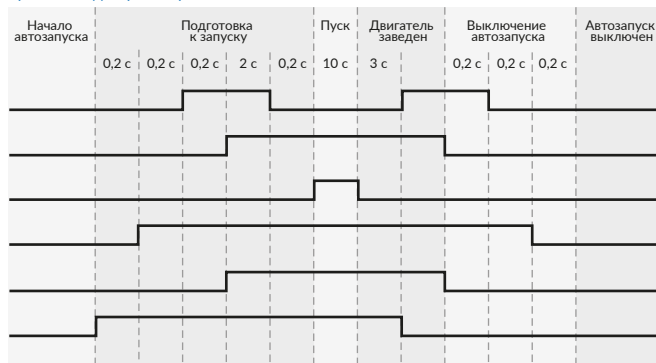 Начало
автозапуска
Подготовка
к запуску
Пуск
Двигатель
заведен
Выключение
автозапуска
Автозапуск
выключен
0,2 с 0,2 с 0,2 с 2 с 0,2 с 10 с 3 с 0,2 с 0,2 с 0,2 с